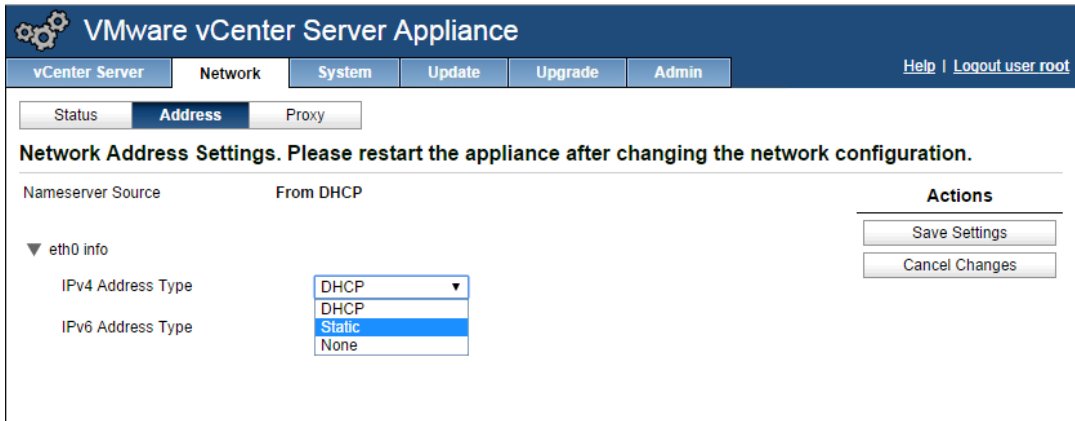 VMware vCenter Server Appliance
vCenter Server Network System Update Upgrade Admin Help | Logout user root
Status Address Proxy
Network Address Settings. Please restart the appliance after changing the network configuration.
Nameserver Source From DHCP Actions
Save Settings
eth0 info
Cancel Changes
IPv4 Address Type DHCP
DHCP
IPv6 Address Type Static
None